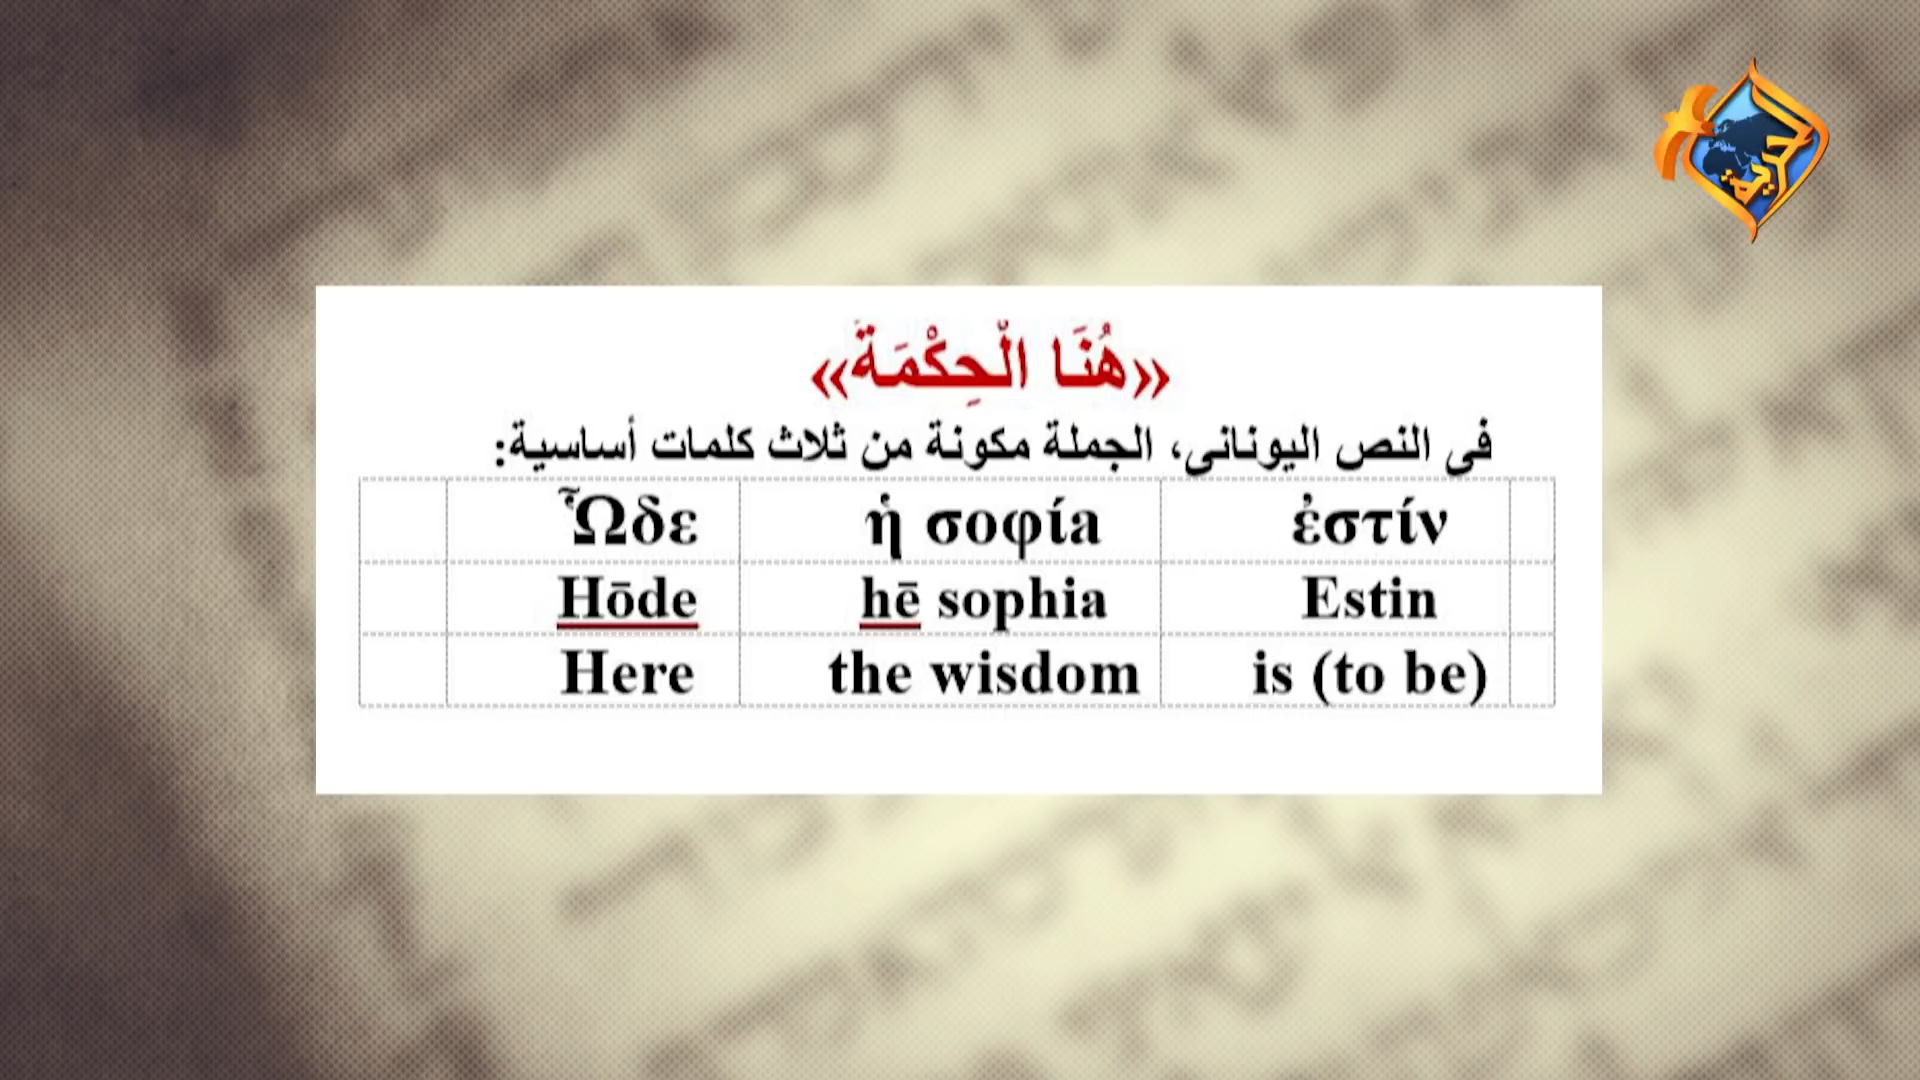 الحرية
«هُنَا الْحِكْمَةُ»
فى النص اليونانى، الجملة مكونة من ثلاث كلمات أساسية:
Ὧδε ἡ σοφία ἐστίν
Hōde hē sophia Estin
Here the wisdom is (to be)